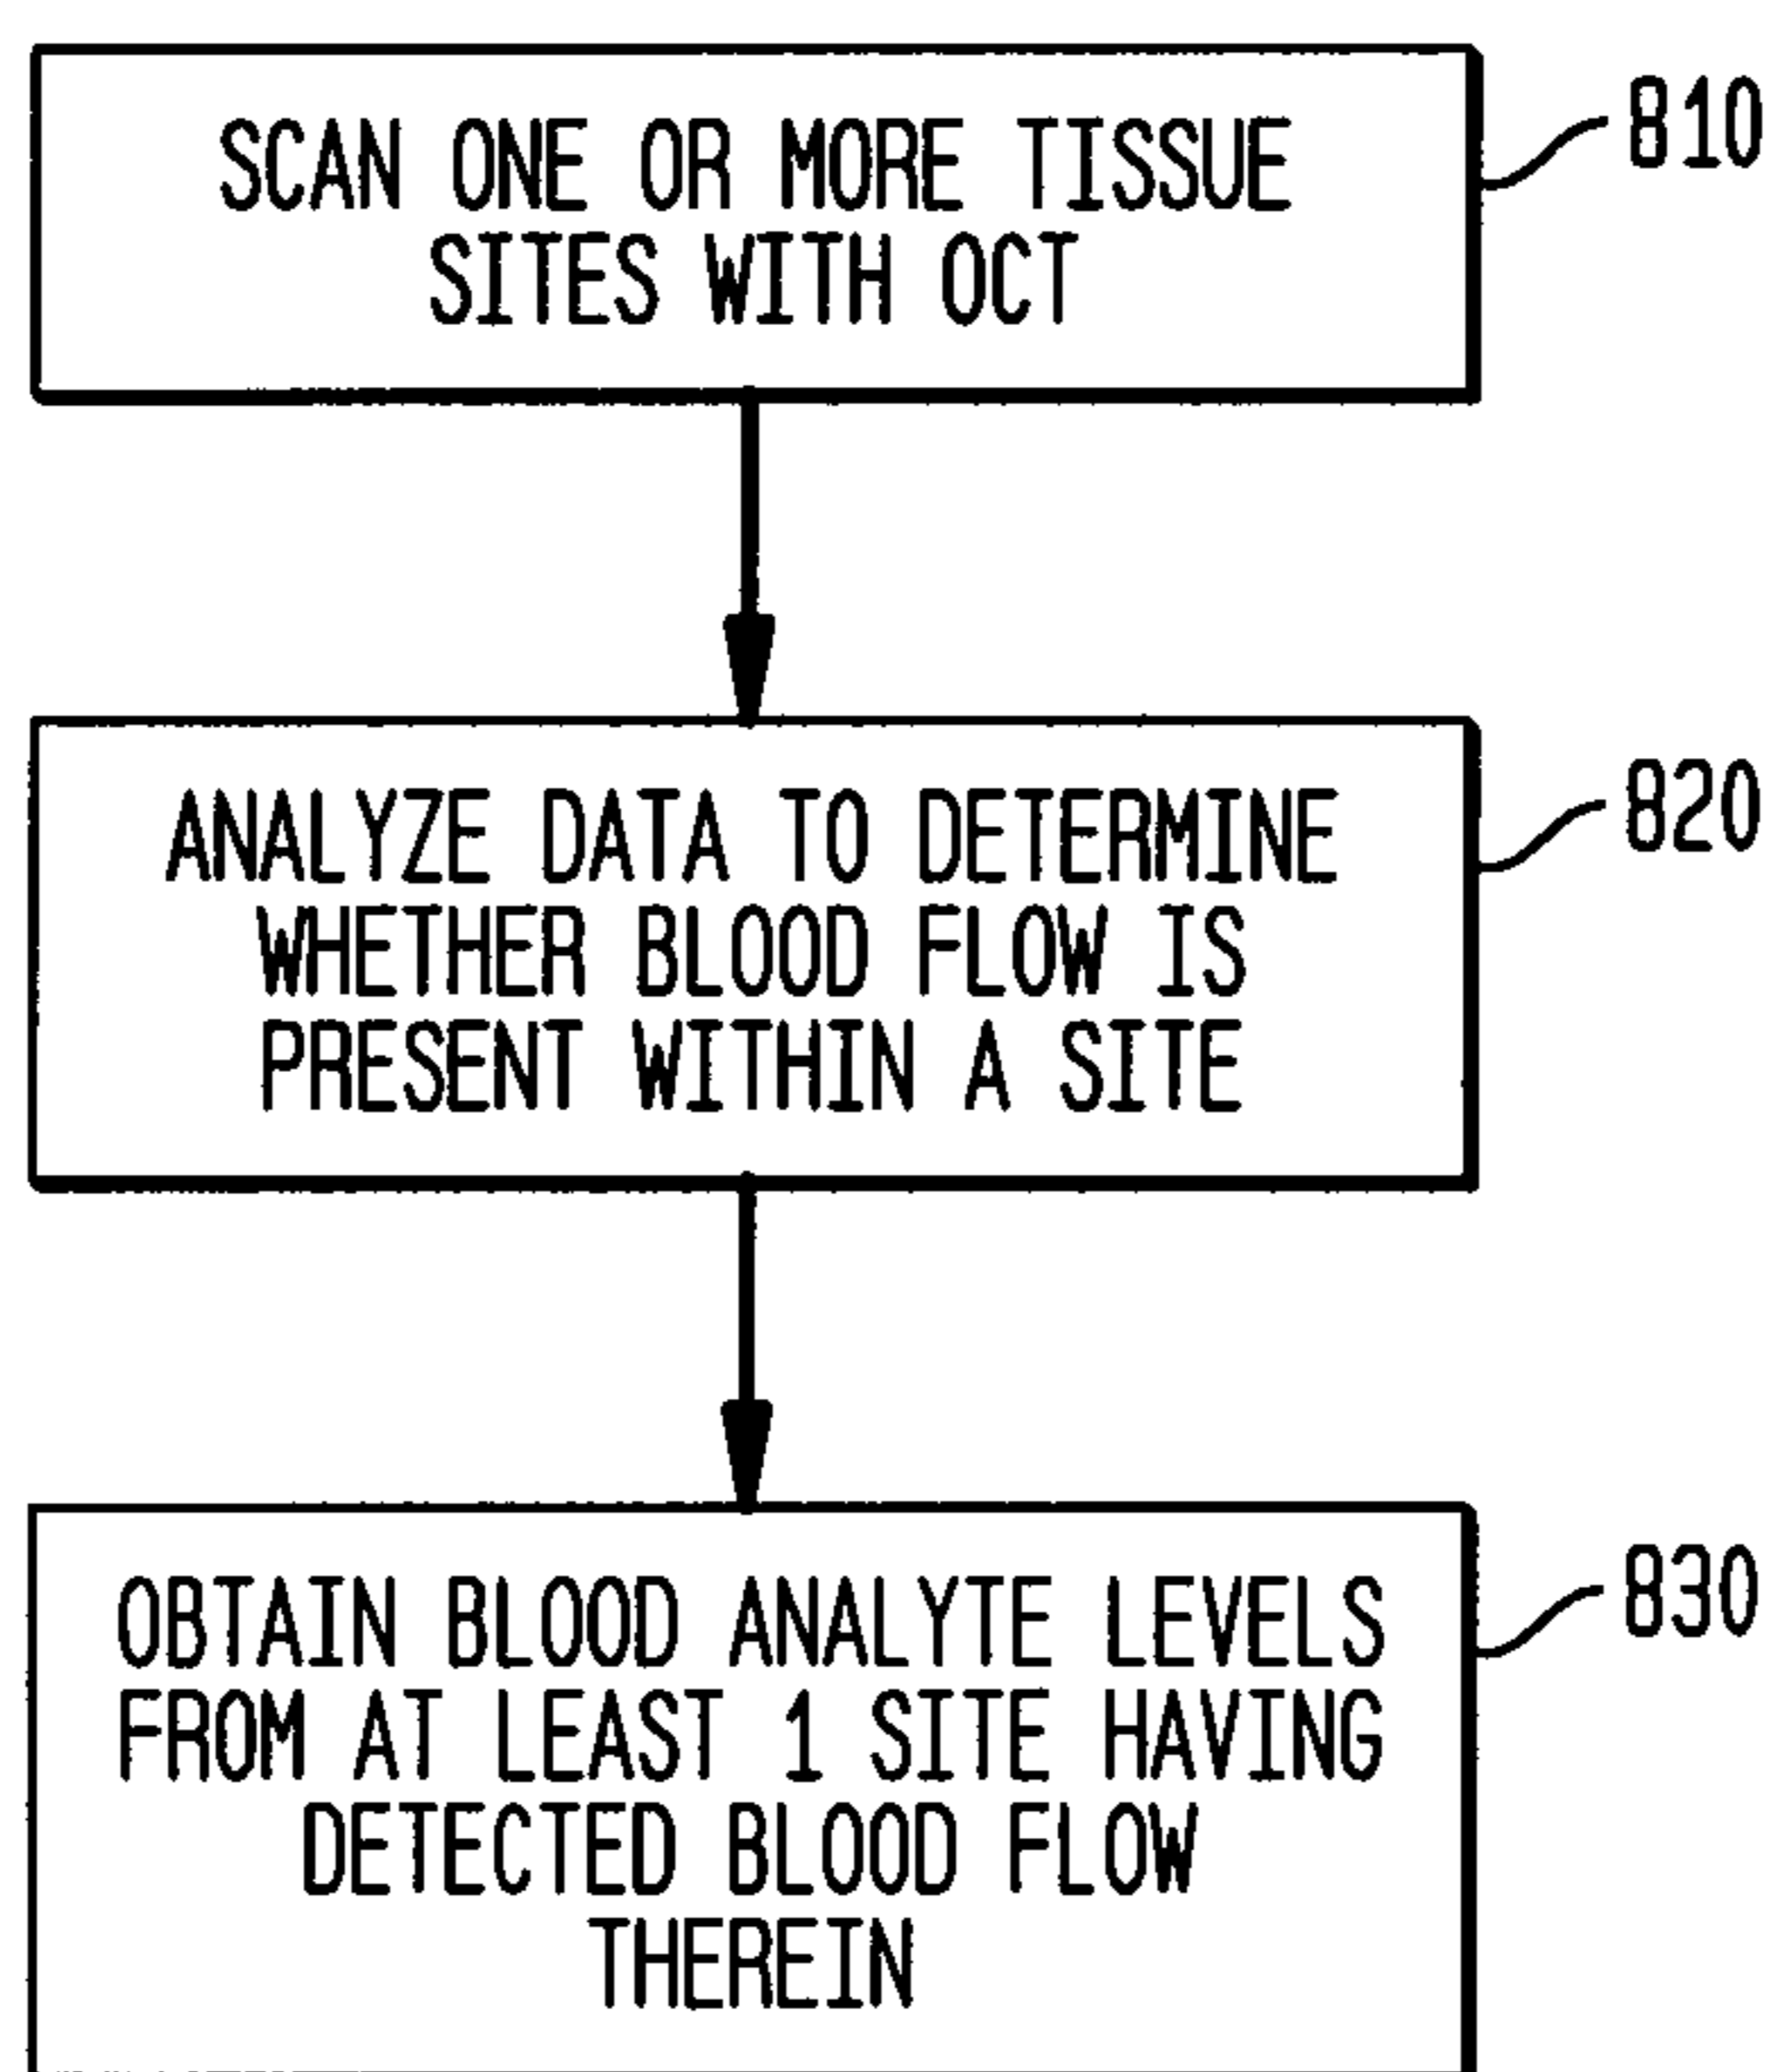 SCAN ONE OR MORE TISSUE
SITES WITH OCT
810
ANALYZE DATA TO DETERMINE
WHETHER BLOOD FLOW IS
PRESENT WITHIN A SITE
820
OBTAIN BLOOD ANALYTE LEVELS
FROM AT LEAST 1 SITE HAVING
DETECTED BLOOD FLOW
THEREIN
830